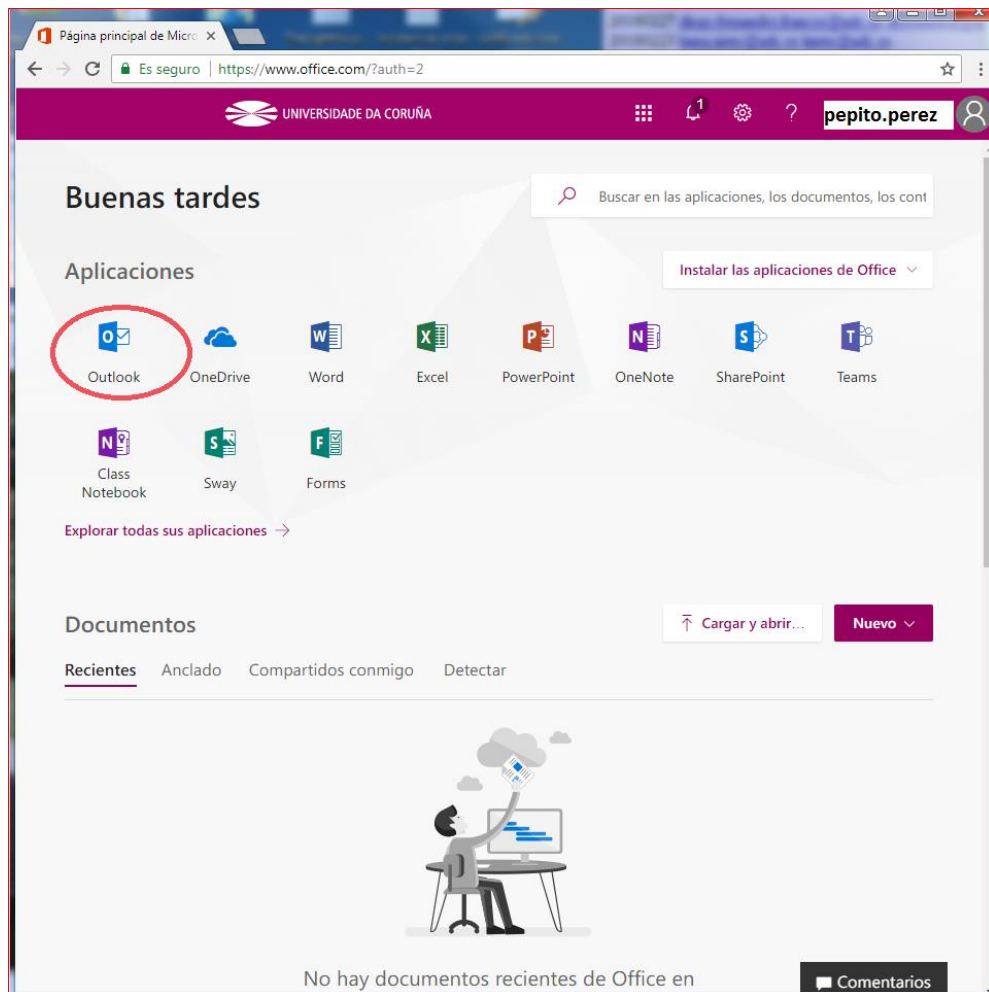 Página principal de Micro
Es seguro | https://www.office.com/?auth=2
UNIVERSIDADE DA CORUÑA
1
?
pepito.perez
Buenas tardes
Buscar en las aplicaciones, los documentos, los cont
Aplicaciones
Instalar las aplicaciones de Office
Outlook OneDrive Word Excel PowerPoint OneNote SharePoint Teams
Class
Notebook Sway Forms
Explorar todas sus aplicaciones →
Documentos
Cargar y abrir...
Nuevo
Recientes Anclado Compartidos conmigo Detectar
No hay documentos recientes de Office en
Comentarios